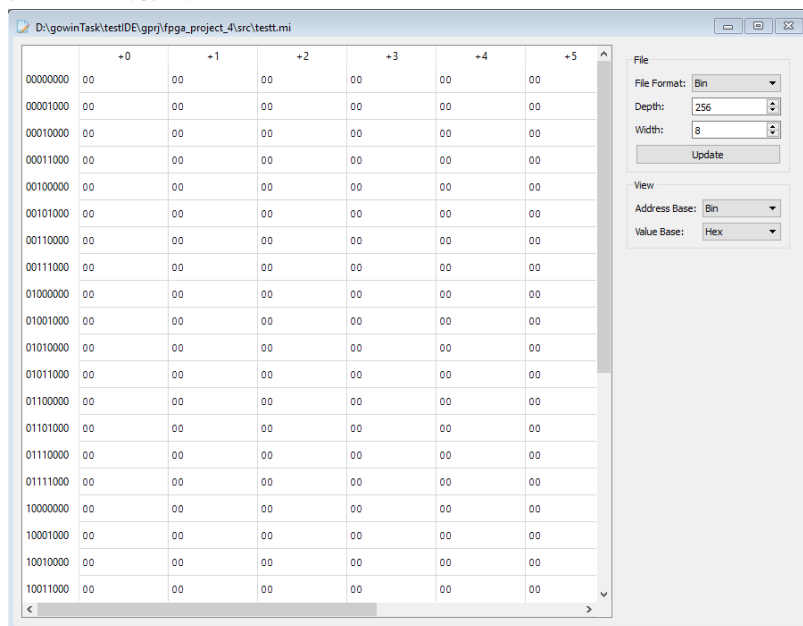 D:\gowinTask\testIDE\gprj\fpga_project_4\src\testt.mi
+0 +1 +2 +3 +4 +5
00000000 00 00 00 00 00 00
00001000 00 00 00 00 00 00
00010000 00 00 00 00 00 00
00011000 00 00 00 00 00 00
00100000 00 00 00 00 00 00
00101000 00 00 00 00 00 00
00110000 00 00 00 00 00 00
00111000 00 00 00 00 00 00
01000000 00 00 00 00 00 00
01001000 00 00 00 00 00 00
01010000 00 00 00 00 00 00
01011000 00 00 00 00 00 00
01100000 00 00 00 00 00 00
01101000 00 00 00 00 00 00
01110000 00 00 00 00 00 00
01111000 00 00 00 00 00 00
10000000 00 00 00 00 00 00
10001000 00 00 00 00 00 00
10010000 00 00 00 00 00 00
10011000 00 00 00 00 00 00
File
File Format: Bin
Depth: 256
Width: 8
Update
View
Address Base: Bin
Value Base: Hex